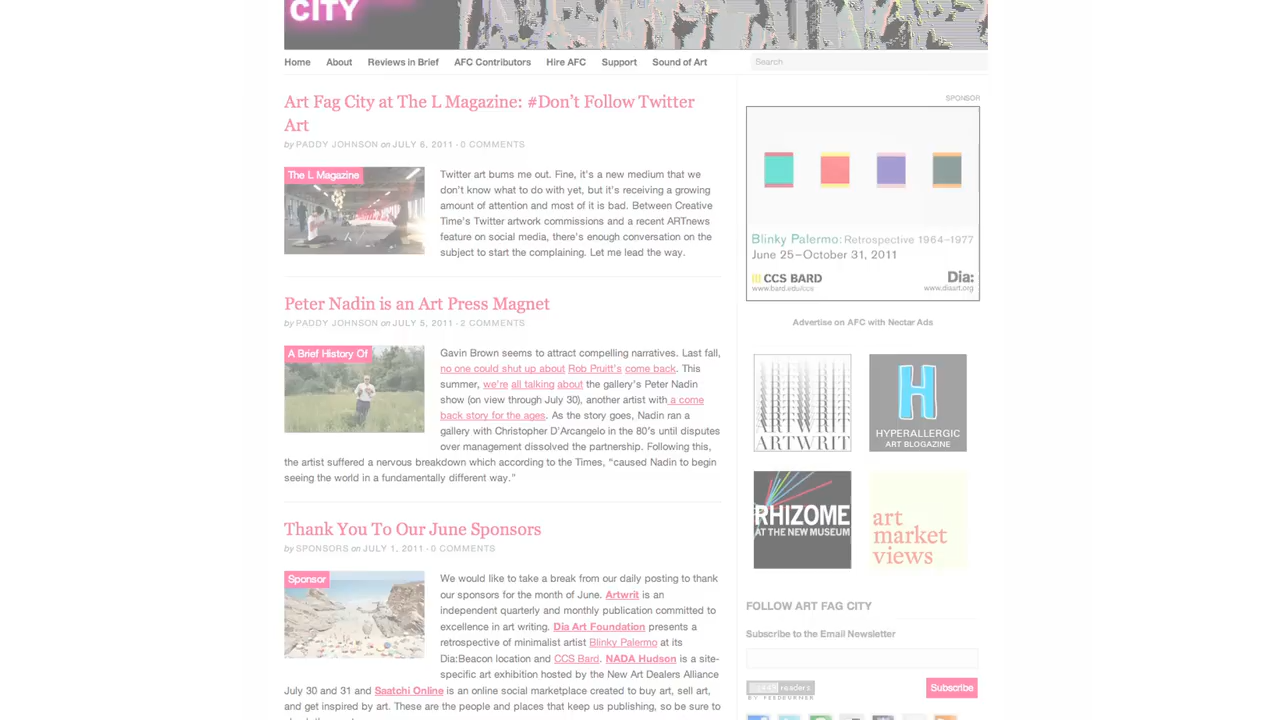 CITY
Home About Reviews in Brief AFC Contributors Hire AFC Support Sound of Art Search
Art Fag City at The L Magazine: #Don't Follow Twitter
Art
by PADDY JOHNSON on JULY 6, 2011 · 0 COMMENTS
The L Magazine
Twitter art bums me out. Fine, it's a new medium that we
don't know what to do with yet, but it's receiving a growing
amount of attention and most of it is bad. Between Creative
Time's Twitter artwork commissions and a recent ARTnews
feature on social media, there's enough conversation on the
subject to start the complaining. Let me lead the way.
Peter Nadin is an Art Press Magnet
by PADDY JOHNSON on JULY 5, 2011 · 2 COMMENTS
A Brief History Of
Gavin Brown seems to attract compelling narratives. Last fall,
no one could shut up about Rob Pruitt's come back. This
summer, we're all talking about the gallery's Peter Nadin
show (on view through July 30), another artist with a come
back story for the ages. As the story goes, Nadin ran a
gallery with Christopher D'Arcangelo in the 80's until disputes
over management dissolved the partnership. Following this,
the artist suffered a nervous breakdown which according to the Times, "caused Nadin to begin
seeing the world in a fundamentally different way."
Thank You To Our June Sponsors
by SPONSORS on JULY 1, 2011 · 0 COMMENTS
Sponsor
We would like to take a break from our daily posting to thank
our sponsors for the month of June. Artwrit is an
independent quarterly and monthly publication committed to
excellence in art writing. Dia Art Foundation presents a
retrospective of minimalist artist Blinky Palermo at its
Dia:Beacon location and CCS Bard. NADA Hudson is a site-
specific art exhibition hosted by the New Art Dealers Alliance
July 30 and 31 and Saatchi Online is an online social marketplace created to buy art, sell art,
and get inspired by art. These are the people and places that keep us publishing, so be sure to
SPONSOR
Blinky Palermo: Retrospective 1964–1977
June 25–October 31, 2011
CCS BARD
www.bard.edu/ccs
Dia:
www.diaart.org
Advertise on AFC with Nectar Ads
ARTWRIT
HYPERALLERGIC
ART BLOGAZINE
RHIZOME
AT THE NEW MUSEUM
art
market
views
FOLLOW ART FAG CITY
Subscribe to the Email Newsletter
readers
BY FEEDBURNER
Subscribe